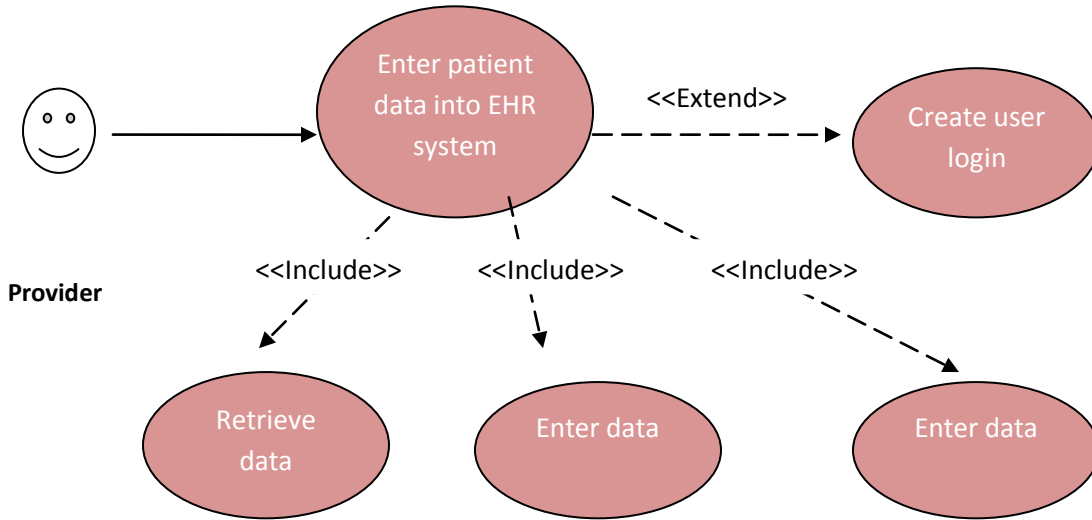 Enter patient
data into EHR
system
<<Extend>>
Create user
login
<<Include>>
<<Include>>
<<Include>>
Provider
Retrieve
data
Enter data
Enter data